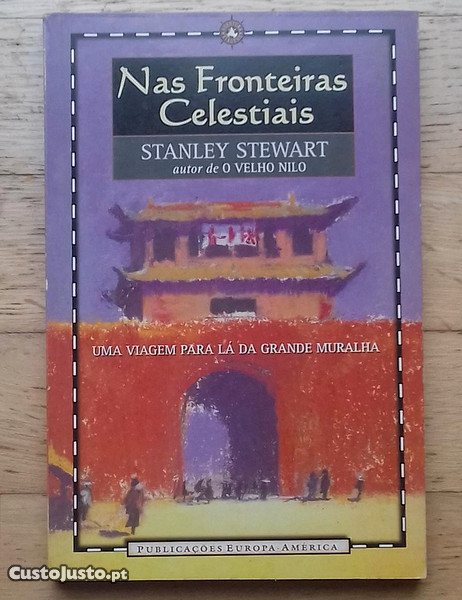 Nas Fronteiras
Celestiais
STANLEY STEWART
autor de O VELHO NILO
UMA VIAGEM PARA LÁ DA GRANDE MURALHA
PUBLICAÇÕES EUROPA-AMÉRICA
CustoJusto.pt